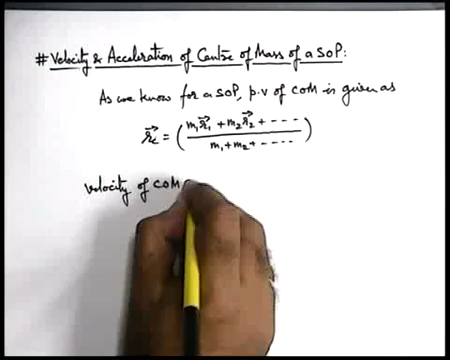 # Velocity & Acceleration of Centre of Mass of a SOP:
As we know for a SOP, p.v of COM is given as
r⃗c = (m₁r⃗₁ + m₂r⃗₂ + ---- / m₁ + m₂ + ----)
Velocity of COM